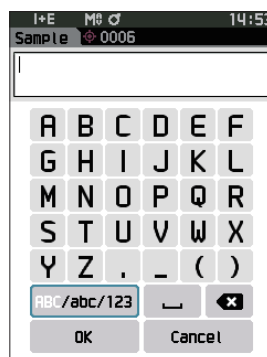 I+E M 14:53
Sample 0006
A B C D E F
G H I J K L
M N O P Q R
S T U V W X
Y Z . _ ( )
ABC/abc/123
OK Cancel